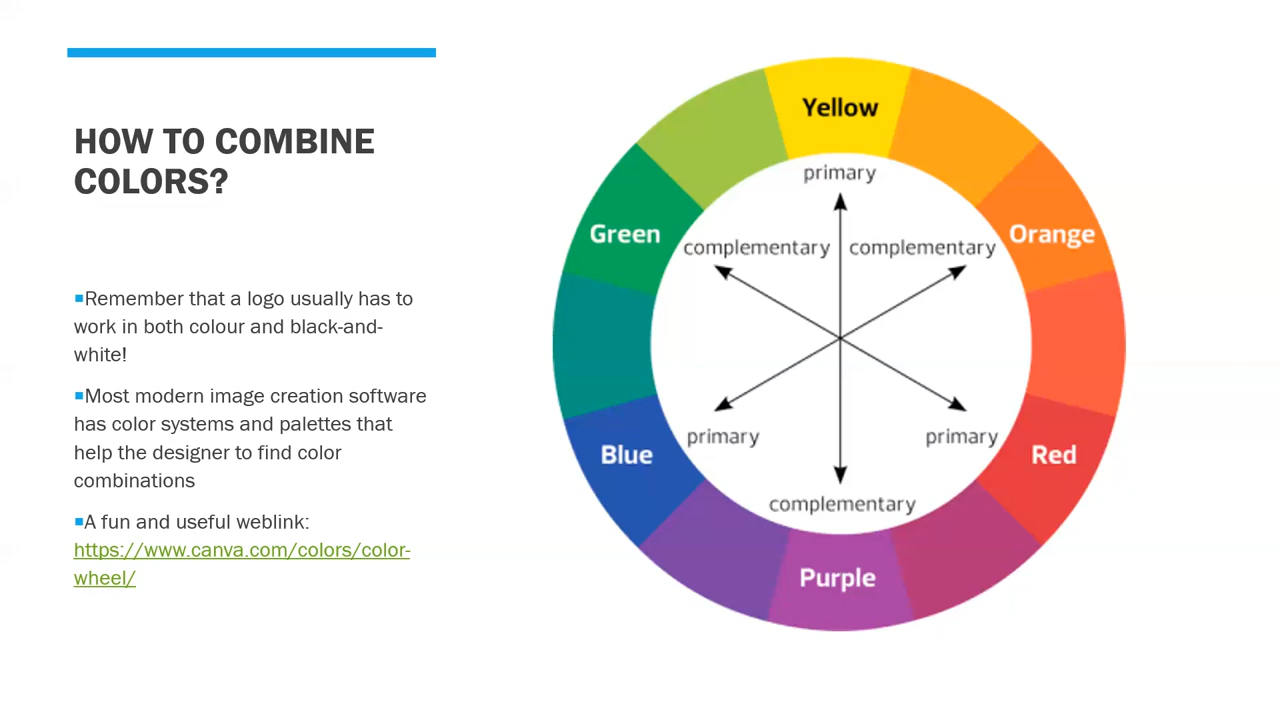 HOW TO COMBINE
COLORS?
▪Remember that a logo usually has to
work in both colour and black-and-
white!
▪Most modern image creation software
has color systems and palettes that
help the designer to find color
combinations
▪A fun and useful weblink:
https://www.canva.com/colors/color-
wheel/
Yellow
primary
Green
complementary
complementary
Orange
Blue
primary
primary
Red
complementary
Purple